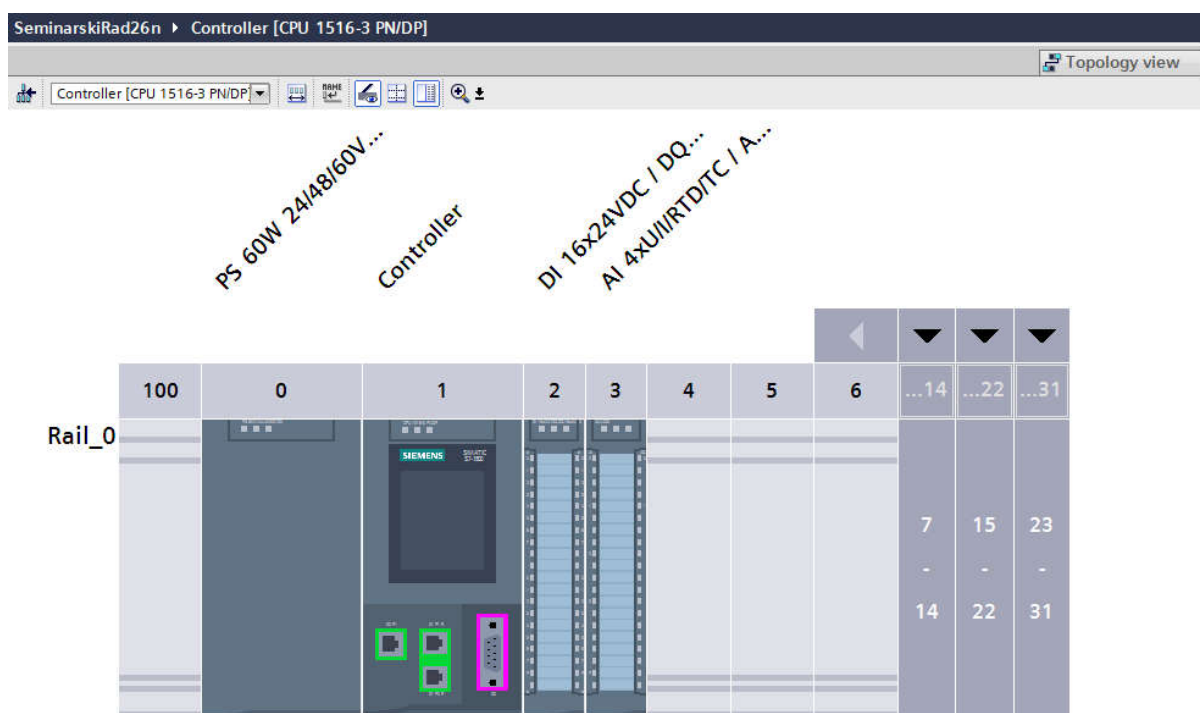 SeminarskiRad26n ▸ Controller [CPU 1516-3 PN/DP]
Topology view
Controller [CPU 1516-3 PN/DP]
NAME
PS 60W 24/48/60V...
Controller
DI 16x24VDC / DQ...
AI 4xU/I/RTD/TC / A...
100 0 1 2 3 4 5 6 ...14 ...22 ...31
Rail_0
SIEMENS
SIMATIC
S7-1500
7 15 23
- - -
14 22 31